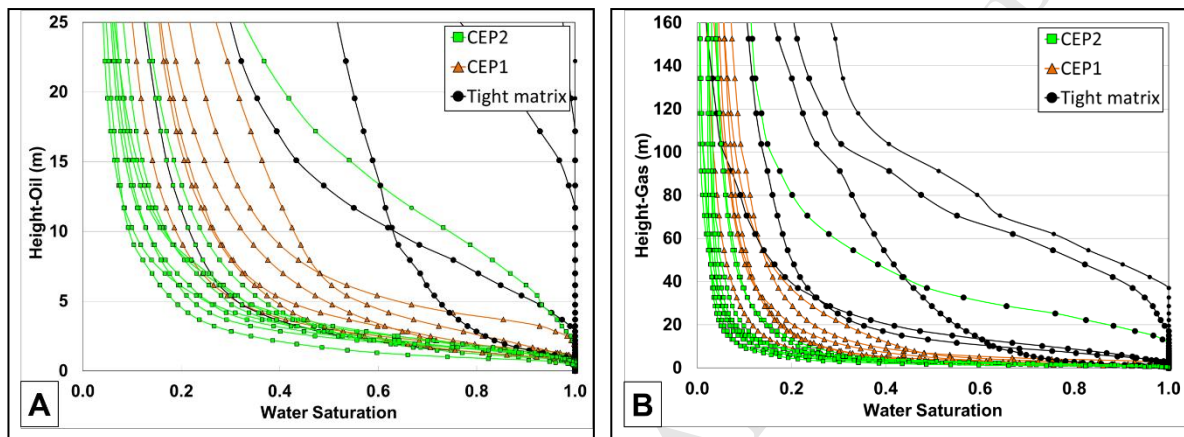 25
20
15
10
5
0
Height-Oil (m)
0.0 0.2 0.4 0.6 0.8 1.0
Water Saturation
CEP2
CEP1
Tight matrix
A
160
140
120
100
80
60
40
20
0
Height-Gas (m)
0.0 0.2 0.4 0.6 0.8 1.0
Water Saturation
CEP2
CEP1
Tight matrix
B